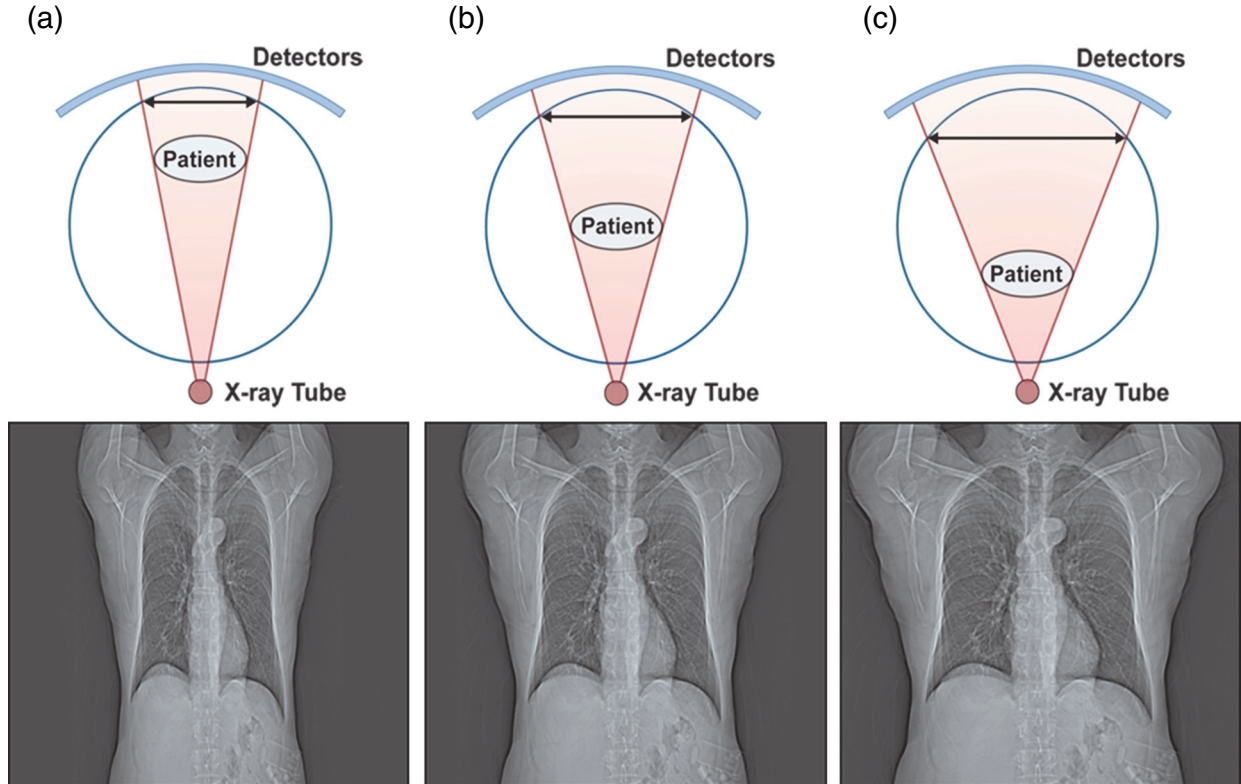 (a)
Detectors
Patient
X-ray Tube
(b)
Detectors
Patient
X-ray Tube
(c)
Detectors
Patient
X-ray Tube